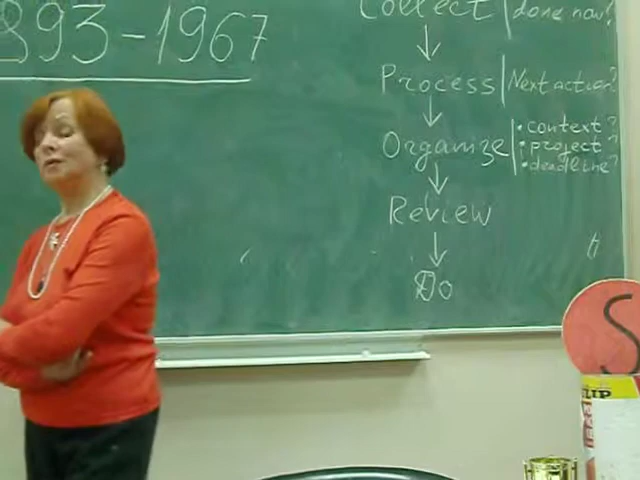 893-1967
Collect | done now!
Process | Next action?
Organize | • context?
• project?
• deadline?
Review
Do
S